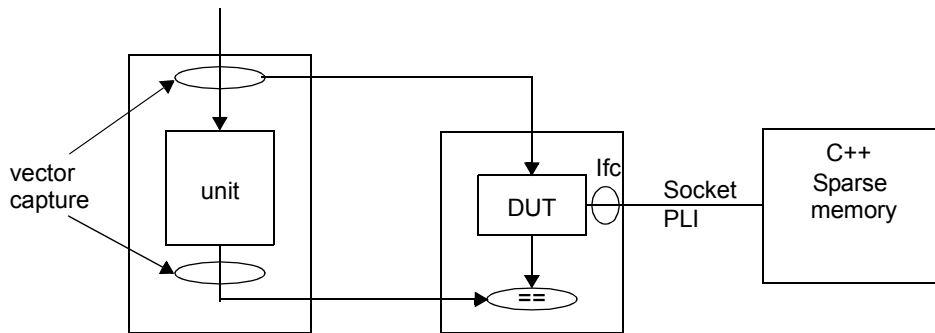 vector
capture
unit
Ifc
DUT
==
Socket
PLI
C++
Sparse
memory